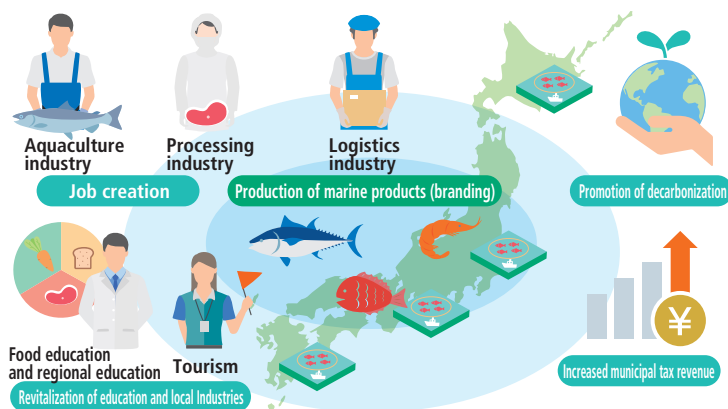 Aquaculture
industry
Processing
industry
Logistics
industry
Job creation
Production of marine products (branding)
Promotion of decarbonization
Food education
and regional education
Tourism
Revitalization of education and local Industries
¥
Increased municipal tax revenue